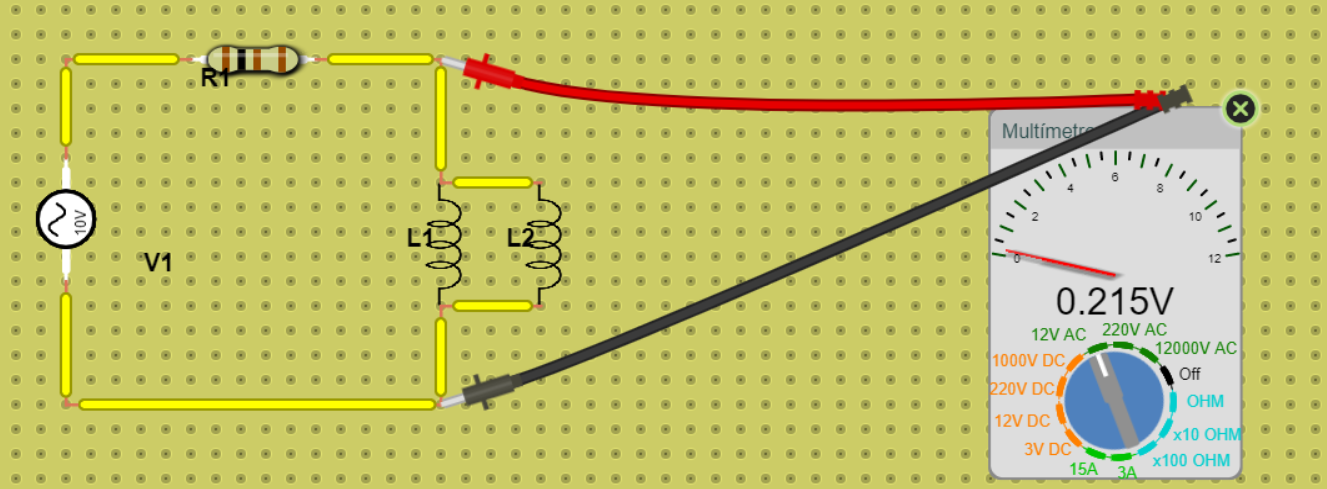 R1
10V
V1
L1
L2
Multímetro
0 2 4 6 8 10 12
0.215V
12V AC
220V AC
12000V AC
1000V DC
Off
220V DC
OHM
12V DC
x10 OHM
3V DC
x100 OHM
15A
3A